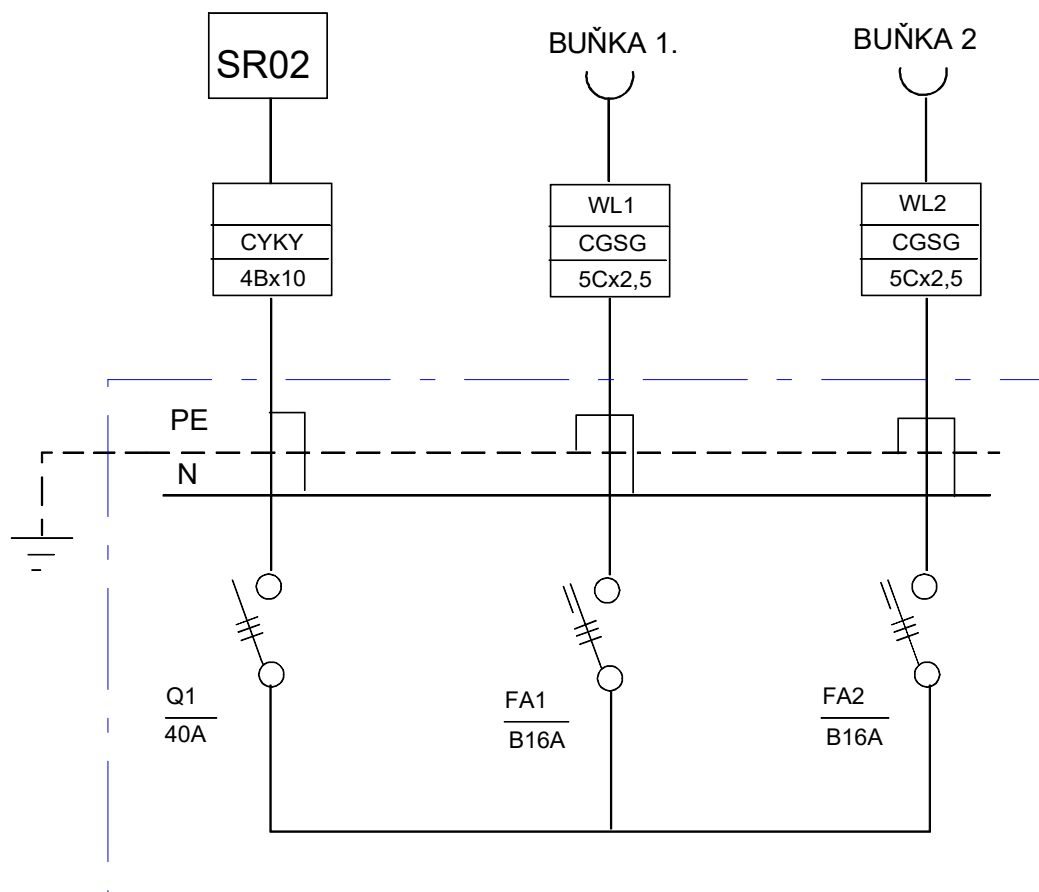 SR02
BUŇKA 1.
BUŇKA 2
CYKY
4Bx10
WL1
CGSG
5Cx2,5
WL2
CGSG
5Cx2,5
PE
N
Q1
40A
FA1
B16A
FA2
B16A